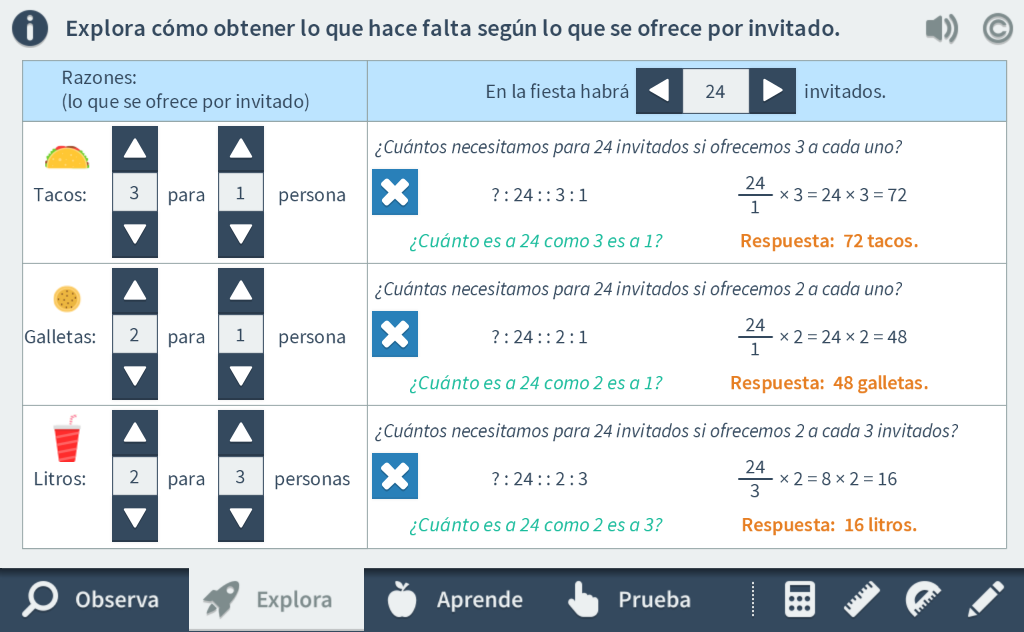 i Explora cómo obtener lo que hace falta según lo que se ofrece por invitado. ©
Razones:
(lo que se ofrece por invitado)
En la fiesta habrá 24 invitados.
Tacos: 3 para 1 persona
¿Cuántos necesitamos para 24 invitados si ofrecemos 3 a cada uno?
? : 24 : : 3 : 1
24/1 × 3 = 24 × 3 = 72
¿Cuánto es a 24 como 3 es a 1?
Respuesta: 72 tacos.
Galletas: 2 para 1 persona
¿Cuántas necesitamos para 24 invitados si ofrecemos 2 a cada uno?
? : 24 : : 2 : 1
24/1 × 2 = 24 × 2 = 48
¿Cuánto es a 24 como 2 es a 1?
Respuesta: 48 galletas.
Litros: 2 para 3 personas
¿Cuántos necesitamos para 24 invitados si ofrecemos 2 a cada 3 invitados?
? : 24 : : 2 : 3
24/3 × 2 = 8 × 2 = 16
¿Cuánto es a 24 como 2 es a 3?
Respuesta: 16 litros.
Observa Explora Aprende Prueba